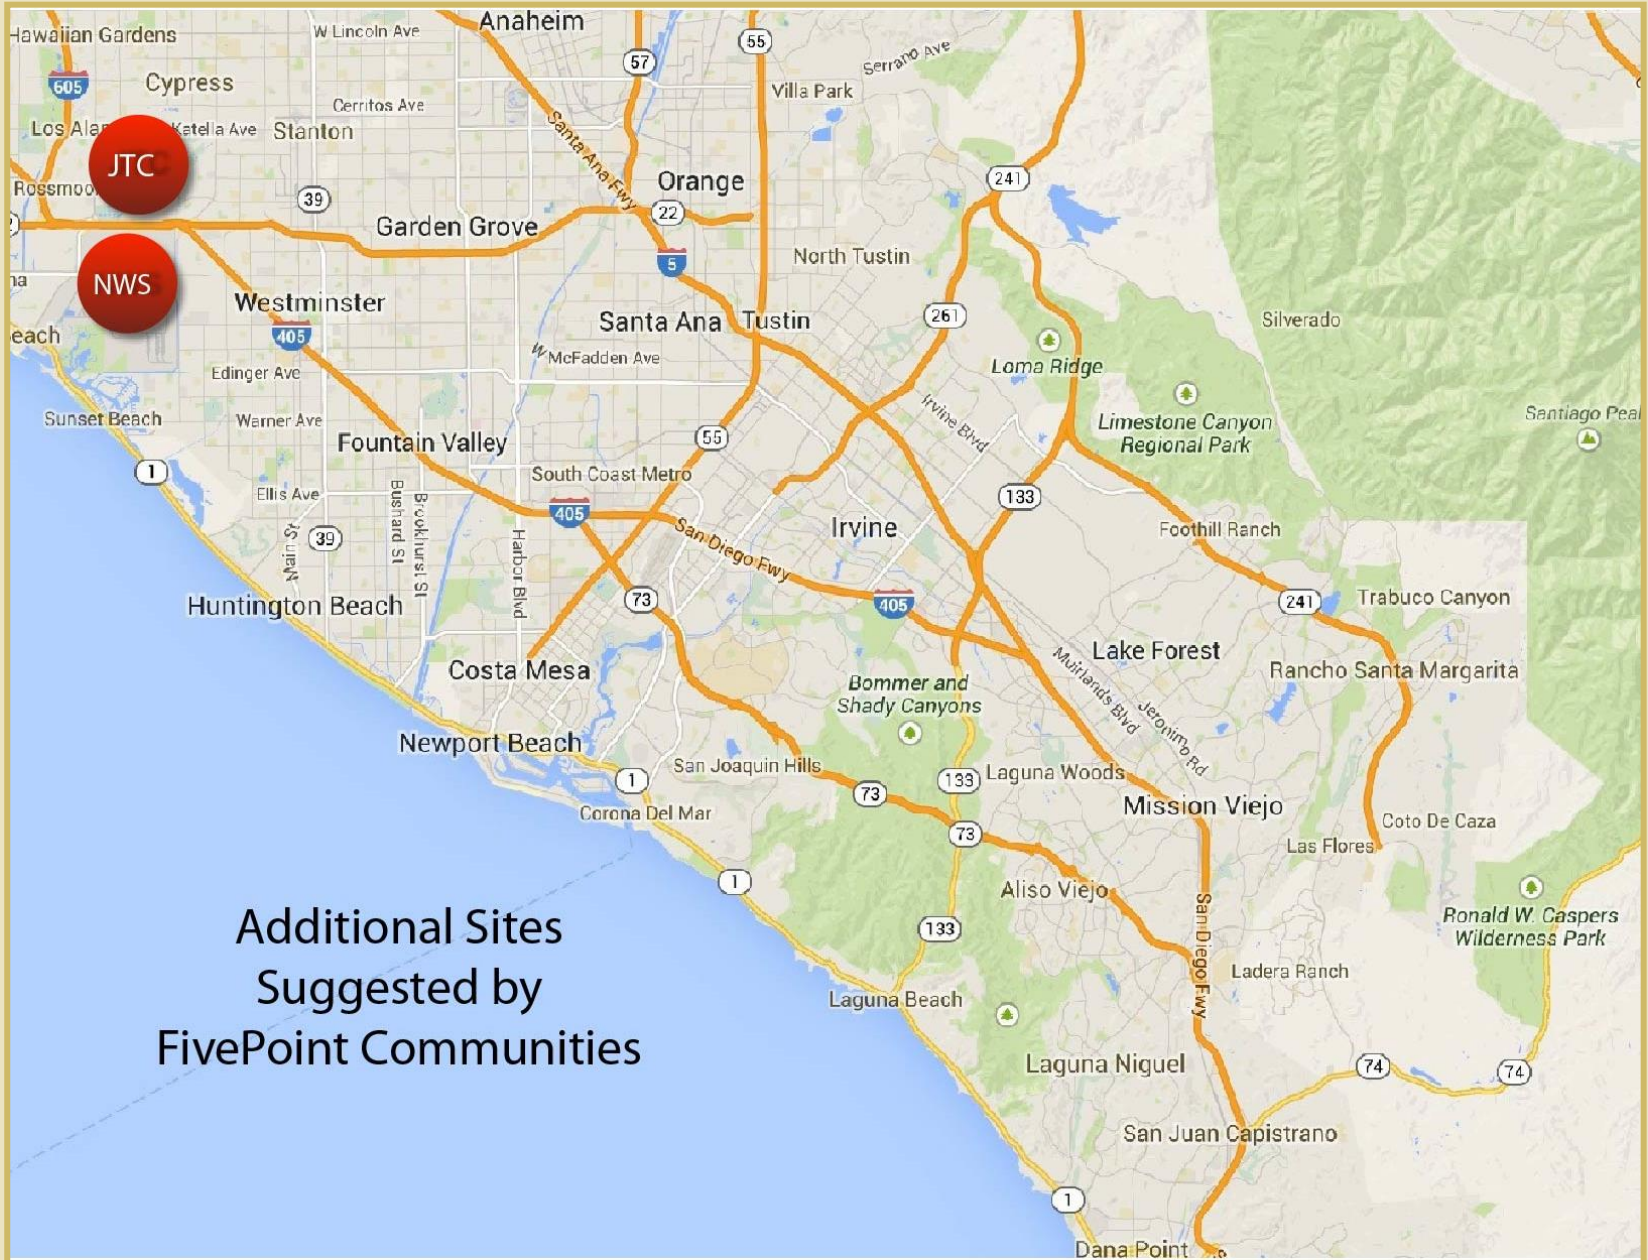 Hawaiian Gardens
W Lincoln Ave
Anaheim
55
57
Serrano Ave
605
Cypress
Villa Park
Cerritos Ave
Los Ala
Katella Ave
Stanton
JTC
Santa Ana Fwy
Rossmoo
39
Orange
241
22
Garden Grove
North Tustin
5
NWS
Westminster
261
Silverado
Santa Ana
Tustin
405
each
W McFadden Ave
Loma Ridge
Edinger Ave
Irvine Blvd
Sunset Beach
Warner Ave
Limestone Canyon
Regional Park
Santiago Peak
Fountain Valley
55
1
South Coast Metro
Ellis Ave
Bushard St
Brookhurst St
133
405
Irvine
Foothill Ranch
39
Main St
Harbor Blvd
San Diego Fwy
Huntington Beach
73
405
241
Trabuco Canyon
Lake Forest
Costa Mesa
Rancho Santa Margarita
Muirlands Blvd
Bommer and
Shady Canyons
Jeronimo Rd
Newport Beach
San Joaquin Hills
1
133
Laguna Woods
73
Mission Viejo
Corona Del Mar
Coto De Caza
73
Las Flores
1
Aliso Viejo
San Diego Fwy
Ronald W. Caspers
Wilderness Park
Additional Sites
Suggested by
FivePoint Communities
133
Ladera Ranch
Laguna Beach
Laguna Niguel
74
74
San Juan Capistrano
1
Dana Point